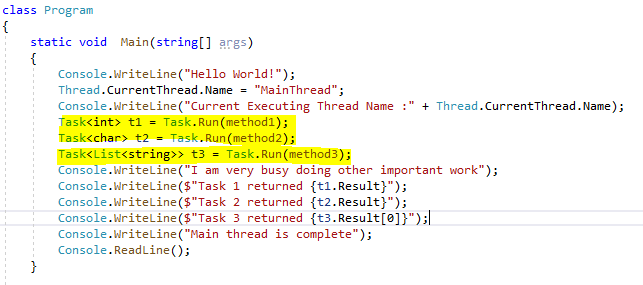 class Program
{
static void  Main(string[] args)
{
Console.WriteLine("Hello World!");
Thread.CurrentThread.Name = "MainThread";
Console.WriteLine("Current Executing Thread Name :" + Thread.CurrentThread.Name);
Task<int> t1 = Task.Run(method1);
Task<char> t2 = Task.Run(method2);
Task<List<string>> t3 = Task.Run(method3);
Console.WriteLine("I am very busy doing other important work");
Console.WriteLine($"Task 1 returned {t1.Result}");
Console.WriteLine($"Task 2 returned {t2.Result}");
Console.WriteLine($"Task 3 returned {t3.Result[0]}");
Console.WriteLine("Main thread is complete");
Console.ReadLine();
}